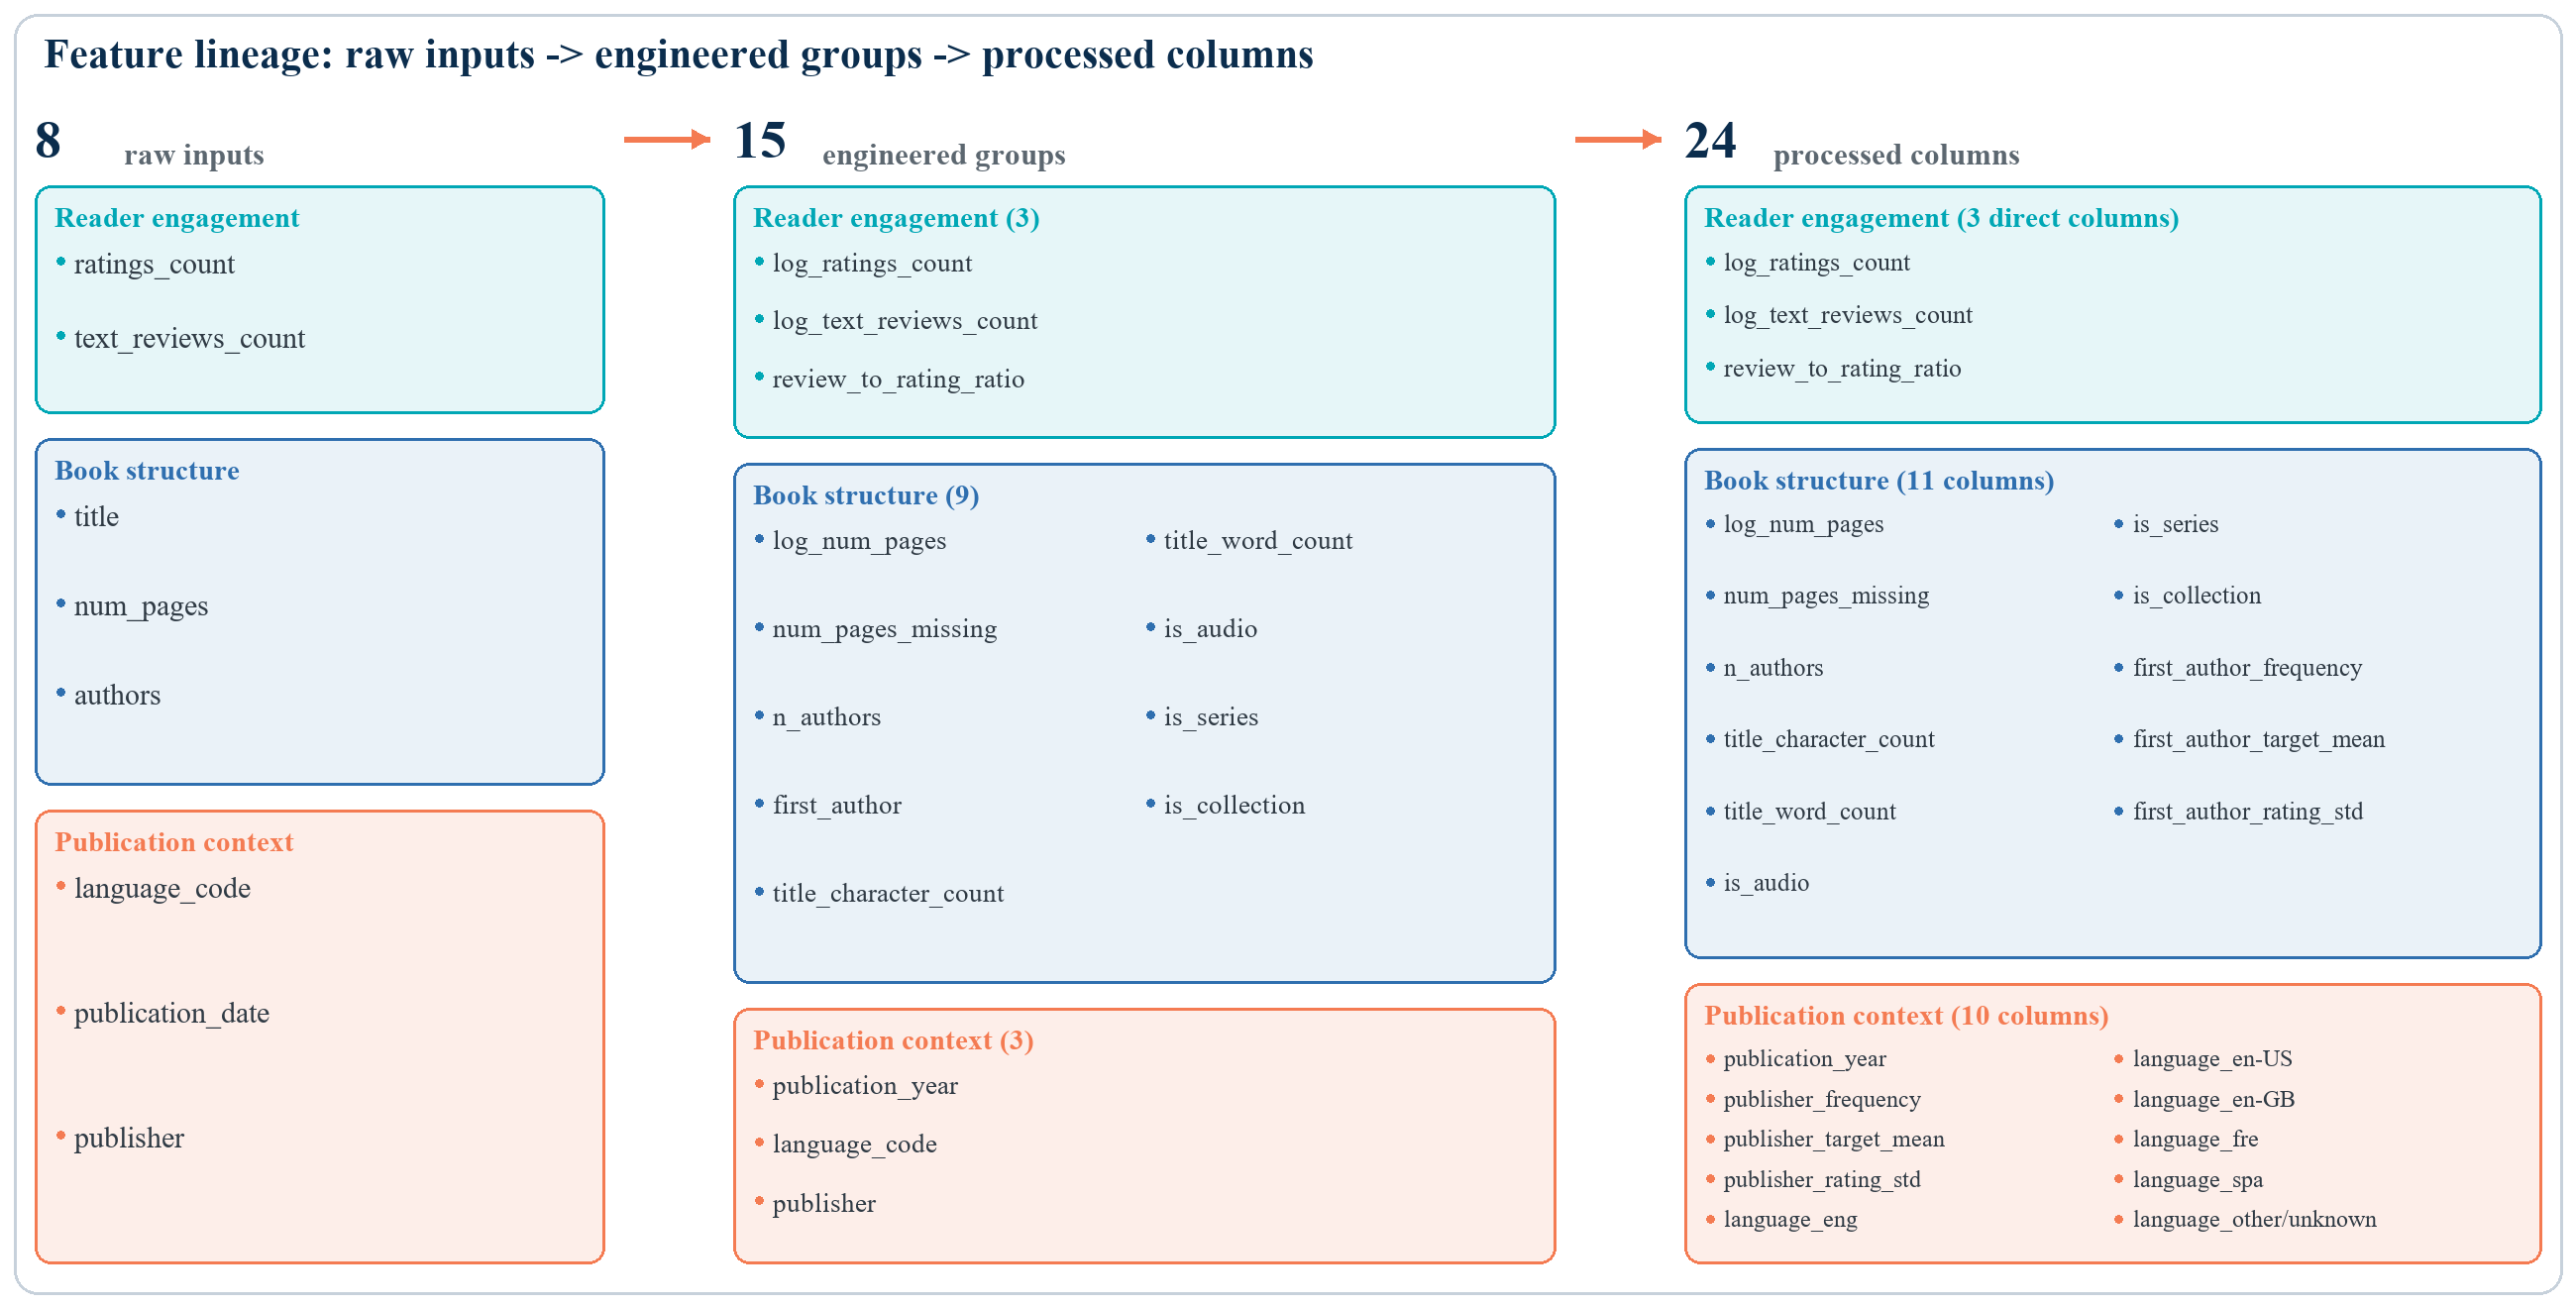 Feature lineage: raw inputs -> engineered groups -> processed columns
8 raw inputs
Reader engagement
• ratings_count
• text_reviews_count
Book structure
• title
• num_pages
• authors
Publication context
• language_code
• publication_date
• publisher
15 engineered groups
Reader engagement (3)
• log_ratings_count
• log_text_reviews_count
• review_to_rating_ratio
Book structure (9)
• log_num_pages
• num_pages_missing
• n_authors
• first_author
• title_character_count
• title_word_count
• is_audio
• is_series
• is_collection
Publication context (3)
• publication_year
• language_code
• publisher
24 processed columns
Reader engagement (3 direct columns)
• log_ratings_count
• log_text_reviews_count
• review_to_rating_ratio
Book structure (11 columns)
• log_num_pages
• num_pages_missing
• n_authors
• title_character_count
• title_word_count
• is_audio
• is_series
• is_collection
• first_author_frequency
• first_author_target_mean
• first_author_rating_std
Publication context (10 columns)
• publication_year
• publisher_frequency
• publisher_target_mean
• publisher_rating_std
• language_eng
• language_en-US
• language_en-GB
• language_fre
• language_spa
• language_other/unknown